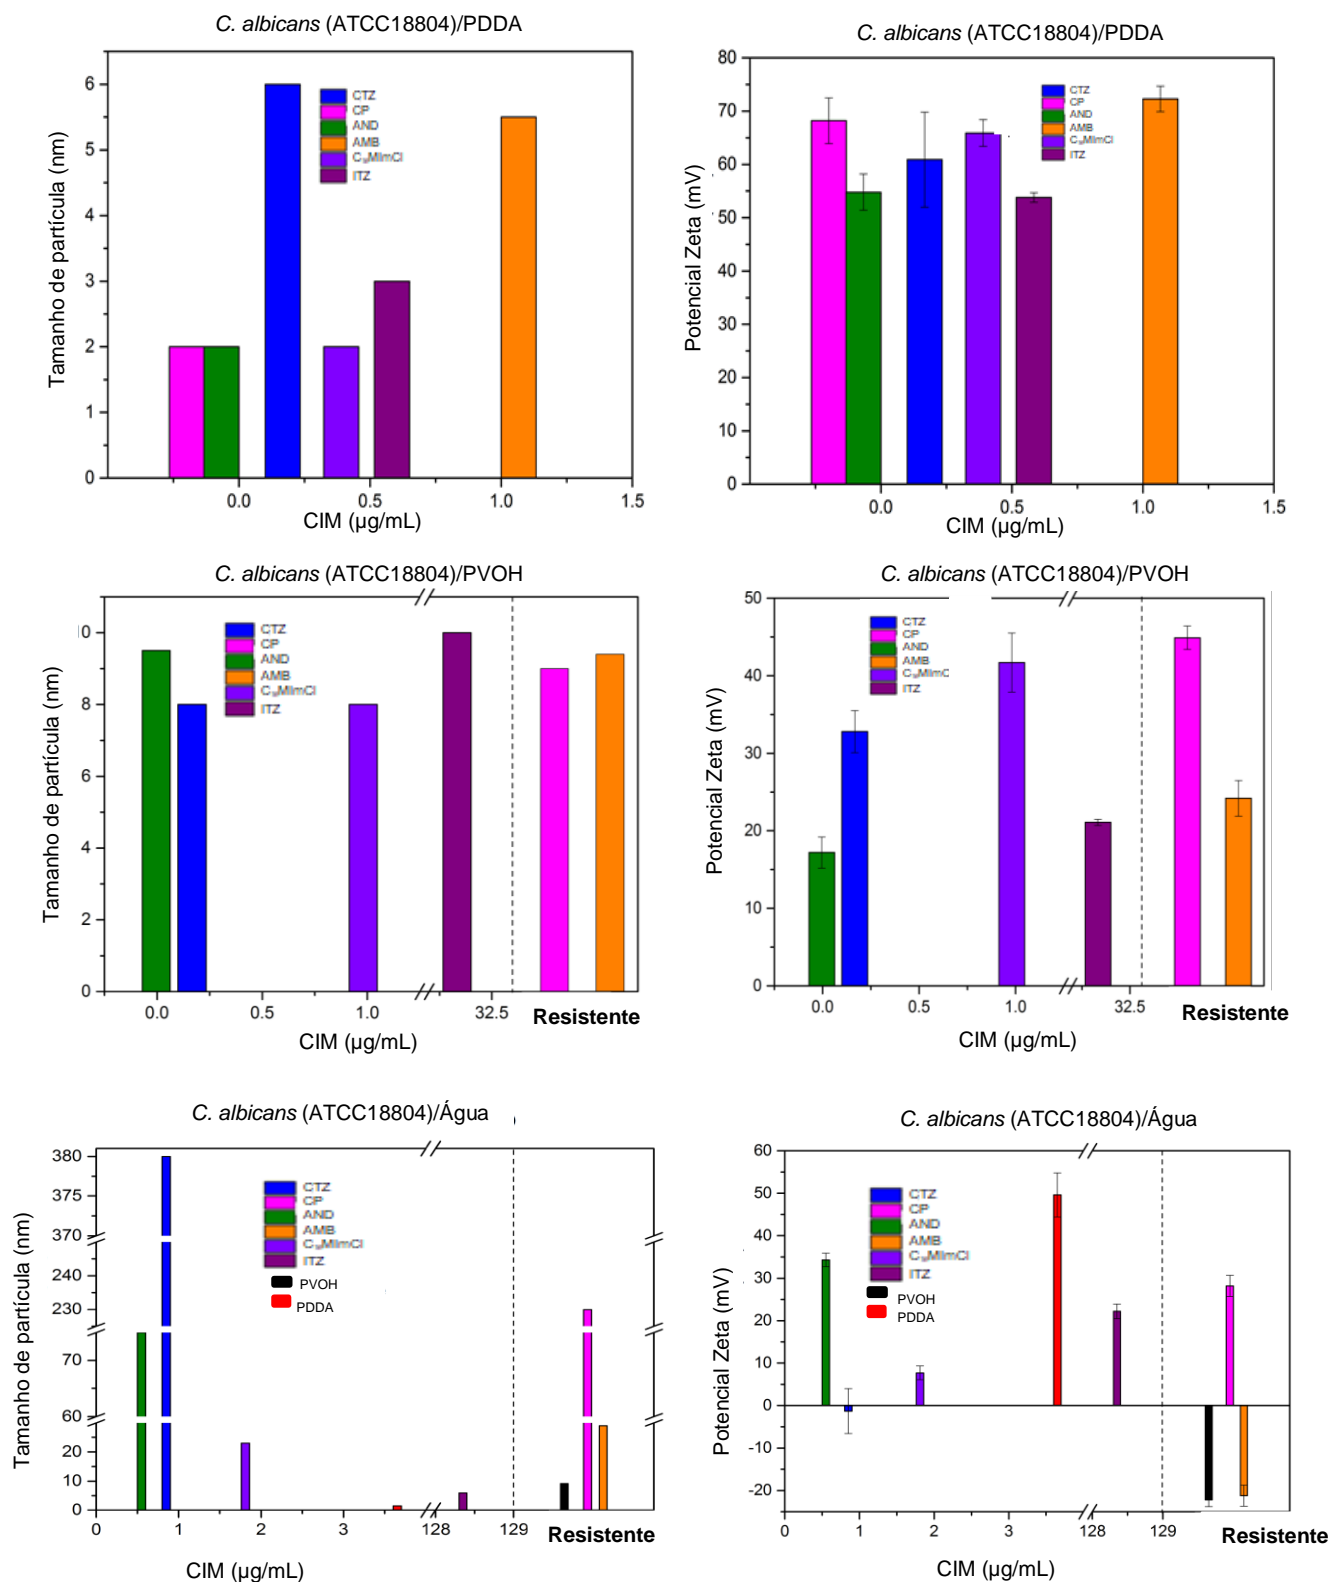 C. albicans (ATCC18804)/PDDA
6
5
4
3
2
1
0
Tamanho de partícula (nm)
CTZ
CP
AND
AMB
ITZ
0.0 0.5 1.0 1.5
CIM (µg/mL)
C. albicans (ATCC18804)/PDDA
80
70
60
50
40
30
20
10
0
Potencial Zeta (mV)
CTZ
CP
AND
AMB
ITZ
0.0 0.5 1.0 1.5
CIM (µg/mL)
C. albicans (ATCC18804)/PVOH
10
8
6
4
2
0
Tamanho de partícula (nm)
CTZ
CP
AND
AMB
ITZ
0.0 0.5 1.0 32.5 Resistente
CIM (µg/mL)
C. albicans (ATCC18804)/PVOH
50
40
30
20
10
0
Potencial Zeta (mV)
CTZ
CP
AND
AMB
ITZ
0.0 0.5 1.0 32.5 Resistente
CIM (µg/mL)
C. albicans (ATCC18804)/Água
380
375
370
240
230
70
60
20
10
0
Tamanho de partícula (nm)
CTZ
CP
AND
AMB
ITZ
PVOH
PDDA
0 1 2 3 128 129 Resistente
CIM (µg/mL)
C. albicans (ATCC18804)/Água
60
50
40
30
20
10
0
-10
-20
Potencial Zeta (mV)
CTZ
CP
AND
AMB
ITZ
PVOH
PDDA
0 1 2 3 128 129 Resistente
CIM (µg/mL)